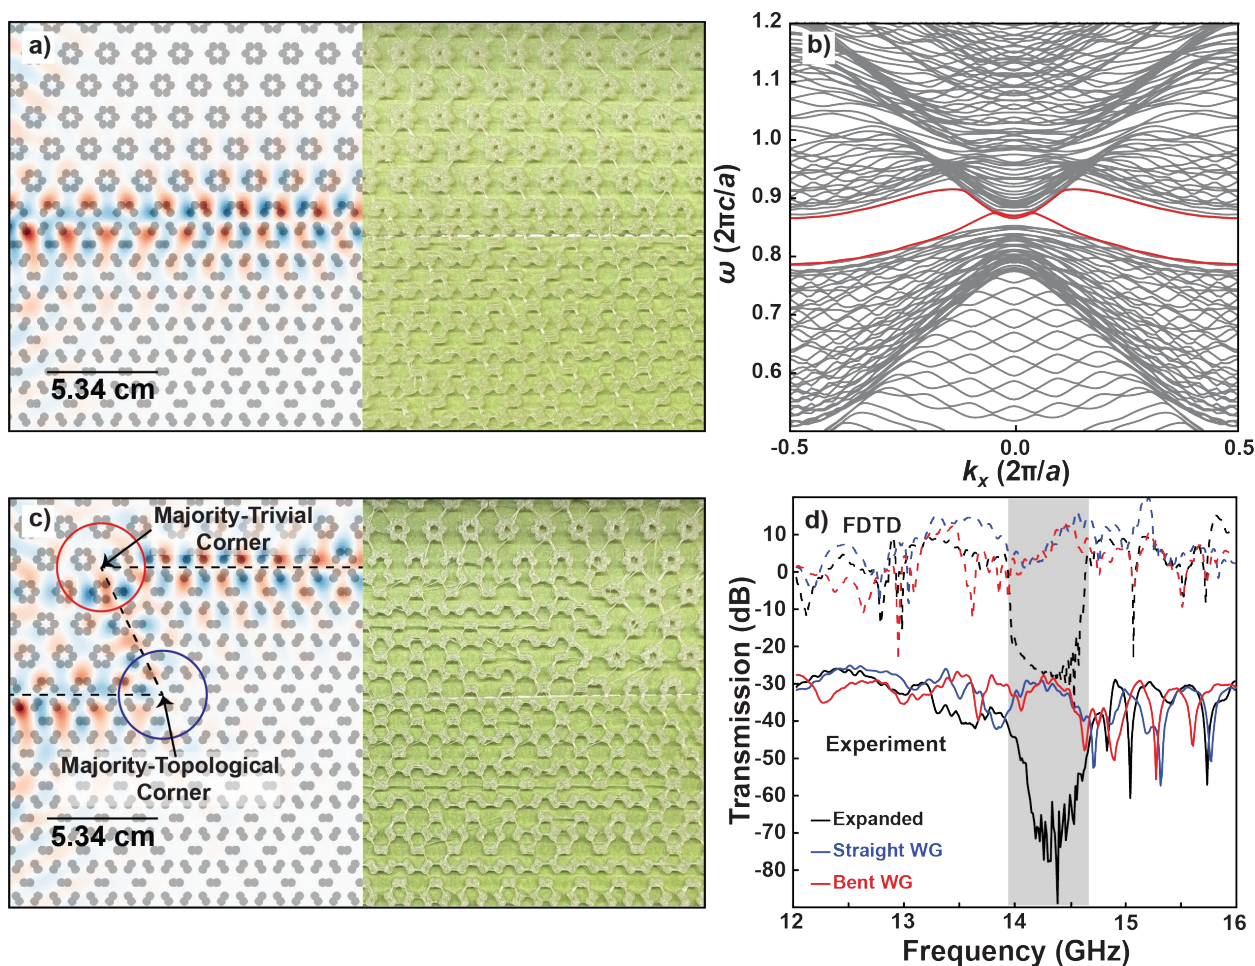 a)
5.34 cm
b)
1.2
1.1
1.0
0.9
0.8
0.7
0.6
ω (2πc/a)
-0.5
0.0
0.5
kx (2π/a)
c)
Majority-Trivial
Corner
Majority-Topological
Corner
5.34 cm
d)
FDTD
10
0
-10
-20
-30
-40
-50
-60
-70
-80
Transmission (dB)
Experiment
Expanded
Straight WG
Bent WG
12
13
14
15
16
Frequency (GHz)